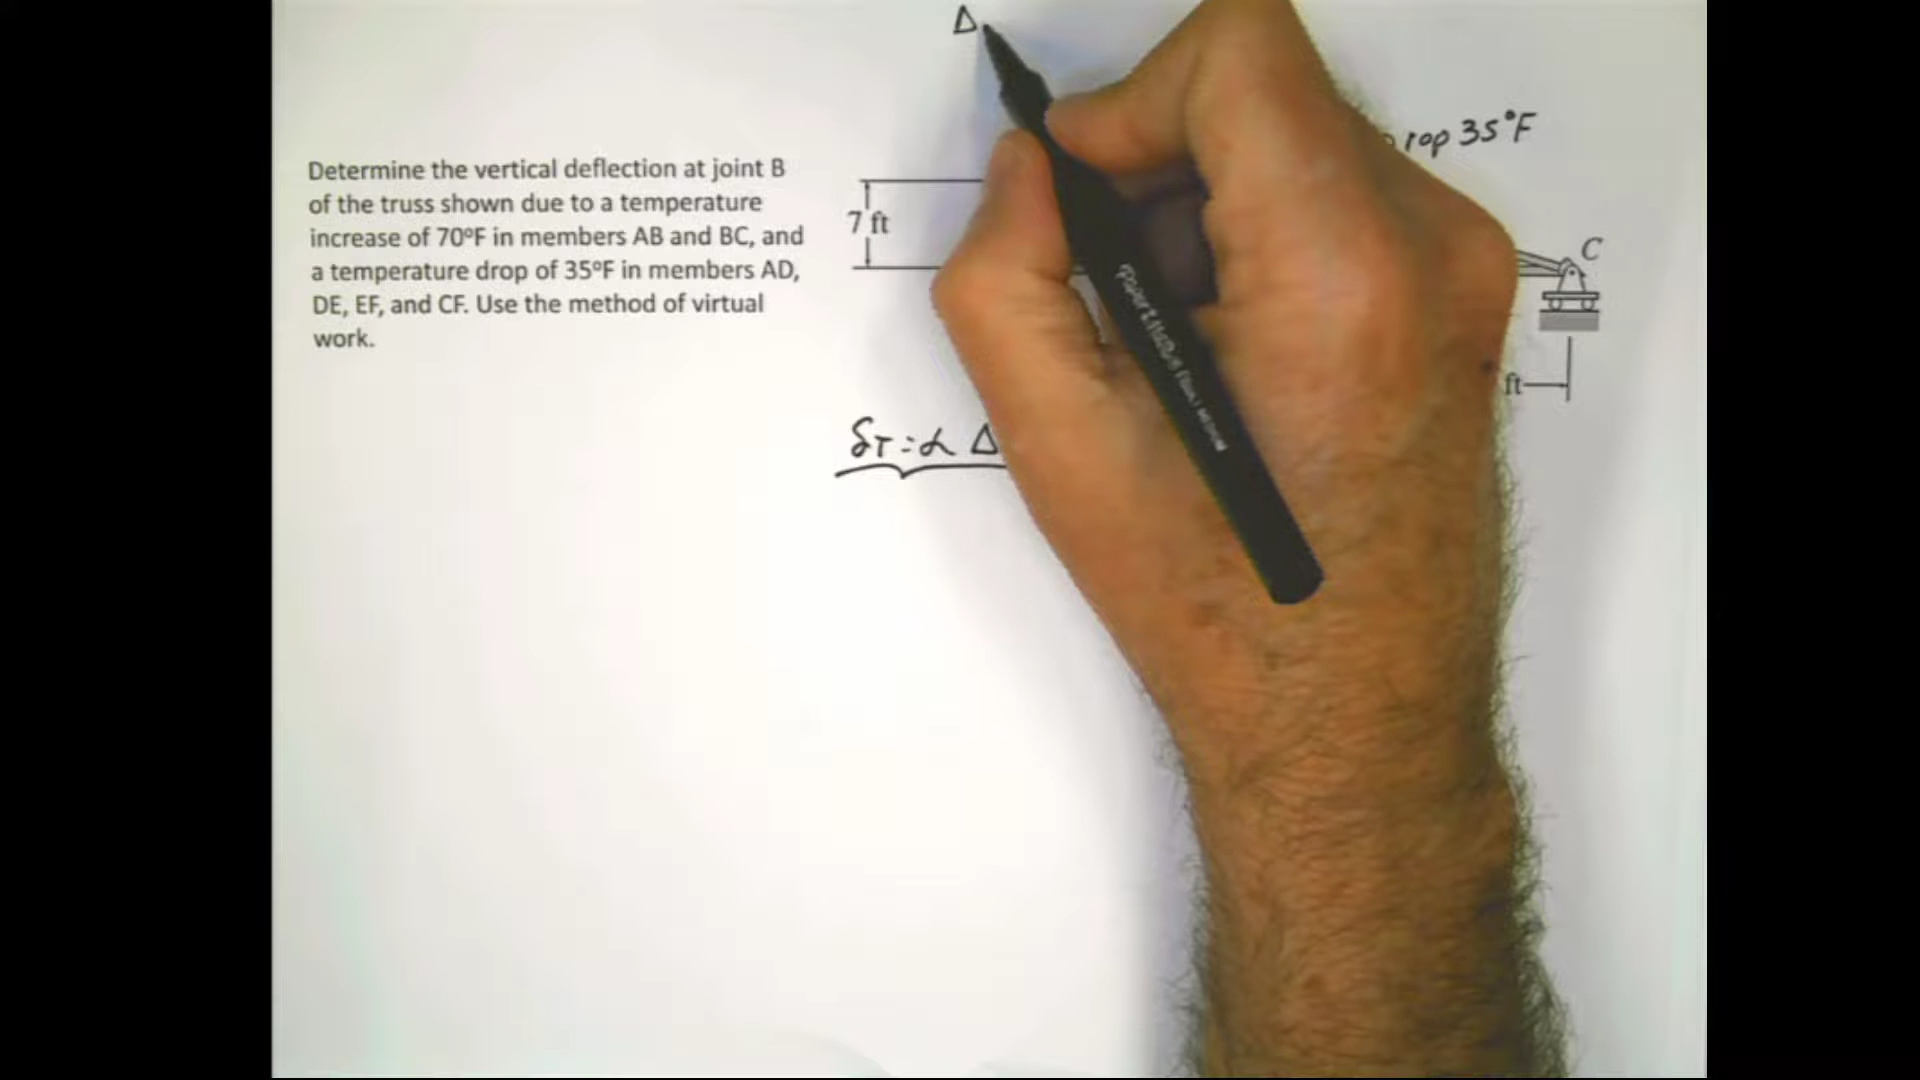 Δ
rop 35°F
Determine the vertical deflection at joint B
of the truss shown due to a temperature
increase of 70ºF in members AB and BC, and
a temperature drop of 35ºF in members AD,
DE, EF, and CF. Use the method of virtual
work.
7 ft
C
ft
δT = α Δ